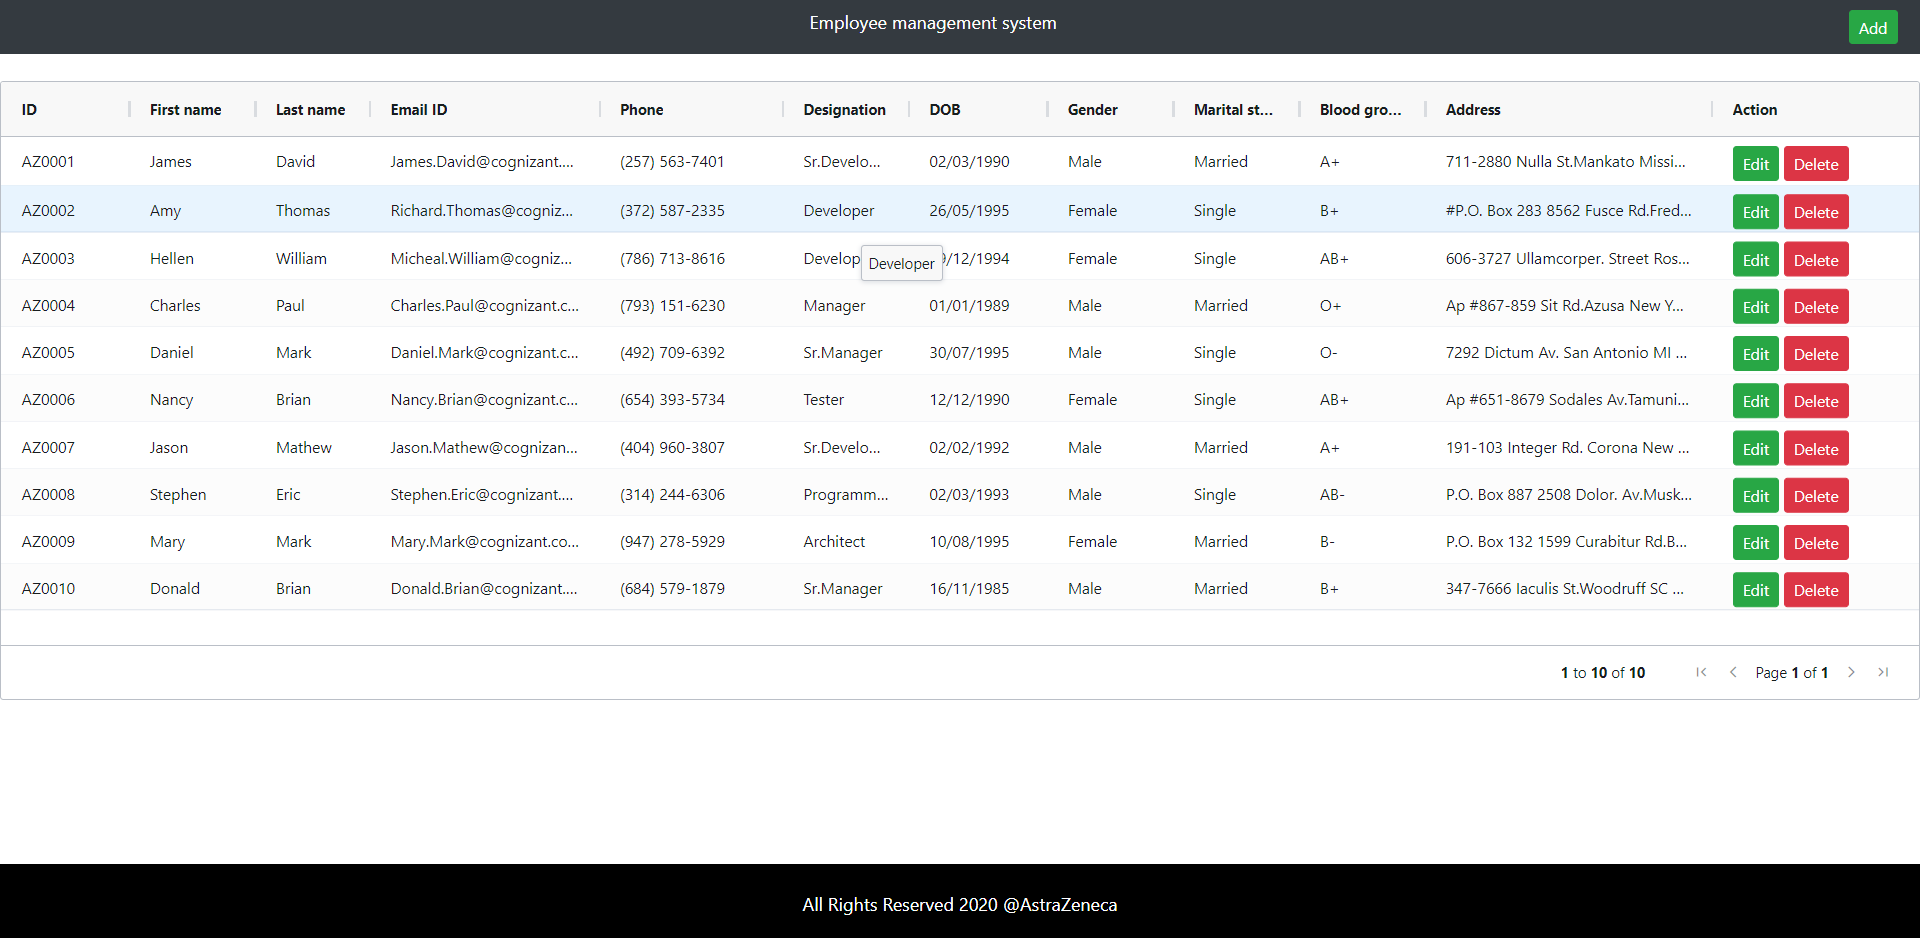 Employee management system
Add
ID First name Last name Email ID Phone Designation DOB Gender Marital st... Blood gro... Address Action
AZ0001 James David James.David@cognizant.... (257) 563-7401 Sr.Develo... 02/03/1990 Male Married A+ 711-2880 Nulla St.Mankato Missi... Edit Delete
AZ0002 Amy Thomas Richard.Thomas@cogniz... (372) 587-2335 Developer 26/05/1995 Female Single B+ #P.O. Box 283 8562 Fusce Rd.Fred... Edit Delete
AZ0003 Hellen William Micheal.William@cogniz... (786) 713-8616 Develop Developer 9/12/1994 Female Single AB+ 606-3727 Ullamcorper. Street Ros... Edit Delete
AZ0004 Charles Paul Charles.Paul@cognizant.c... (793) 151-6230 Manager 01/01/1989 Male Married O+ Ap #867-859 Sit Rd.Azusa New Y... Edit Delete
AZ0005 Daniel Mark Daniel.Mark@cognizant.c... (492) 709-6392 Sr.Manager 30/07/1995 Male Single O- 7292 Dictum Av. San Antonio MI ... Edit Delete
AZ0006 Nancy Brian Nancy.Brian@cognizant.c... (654) 393-5734 Tester 12/12/1990 Female Single AB+ Ap #651-8679 Sodales Av.Tamuni... Edit Delete
AZ0007 Jason Mathew Jason.Mathew@cognizan... (404) 960-3807 Sr.Develo... 02/02/1992 Male Married A+ 191-103 Integer Rd. Corona New ... Edit Delete
AZ0008 Stephen Eric Stephen.Eric@cognizant.... (314) 244-6306 Programm... 02/03/1993 Male Single AB- P.O. Box 887 2508 Dolor. Av.Musk... Edit Delete
AZ0009 Mary Mark Mary.Mark@cognizant.co... (947) 278-5929 Architect 10/08/1995 Female Married B- P.O. Box 132 1599 Curabitur Rd.B... Edit Delete
AZ0010 Donald Brian Donald.Brian@cognizant.... (684) 579-1879 Sr.Manager 16/11/1985 Male Married B+ 347-7666 Iaculis St.Woodruff SC ... Edit Delete
1 to 10 of 10 Page 1 of 1
All Rights Reserved 2020 @AstraZeneca